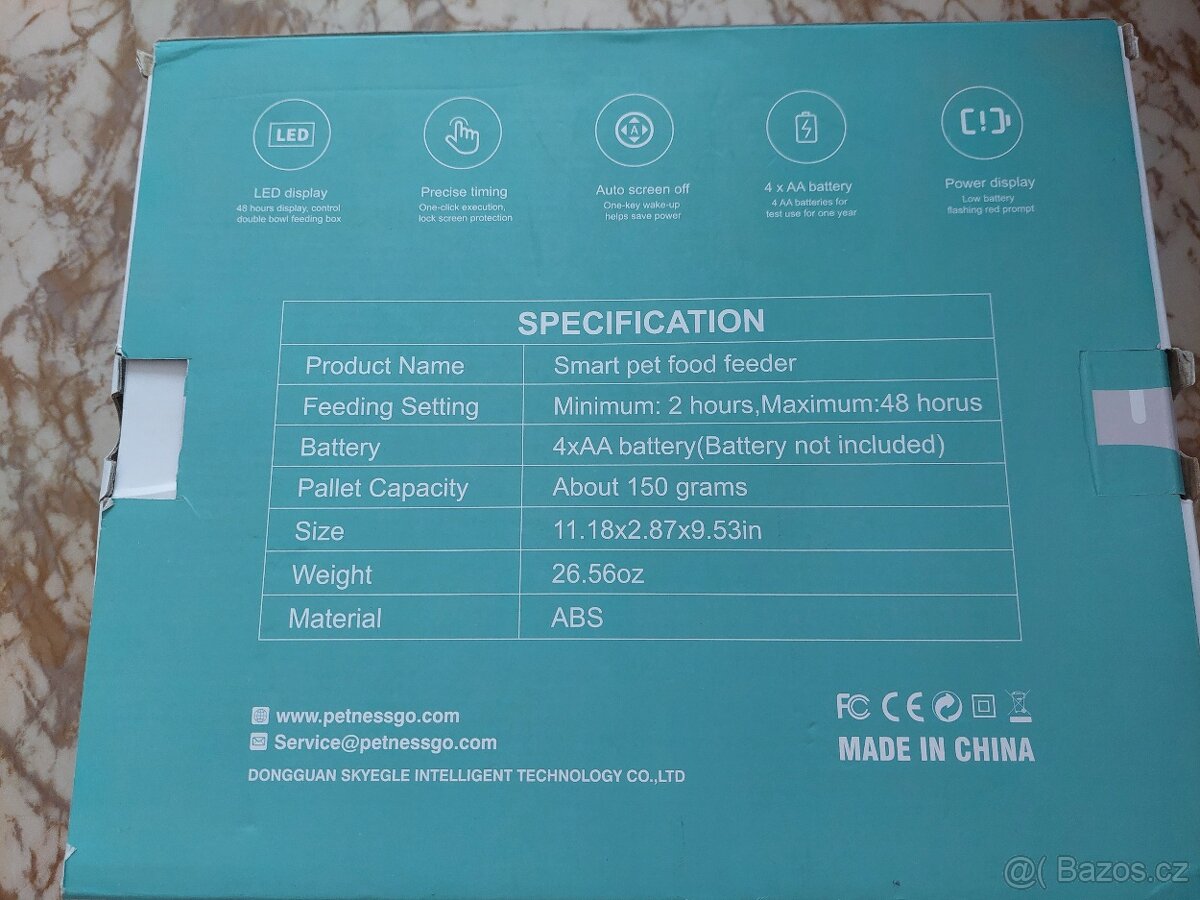 LED
LED display
48 hours display, control
double bowl feeding box
Precise timing
One-click execution,
lock screen protection
A
Auto screen off
One-key wake-up
helps save power
4 x AA battery
4 AA batteries for
test use for one year
Power display
Low battery
flashing red prompt
SPECIFICATION
Product Name Smart pet food feeder
Feeding Setting Minimum: 2 hours,Maximum:48 horus
Battery 4xAA battery(Battery not included)
Pallet Capacity About 150 grams
Size 11.18x2.87x9.53in
Weight 26.56oz
Material ABS
www.petnessgo.com
Service@petnessgo.com
DONGGUAN SKYEGLE INTELLIGENT TECHNOLOGY CO.,LTD
FC CE
MADE IN CHINA
@( Bazos.cz